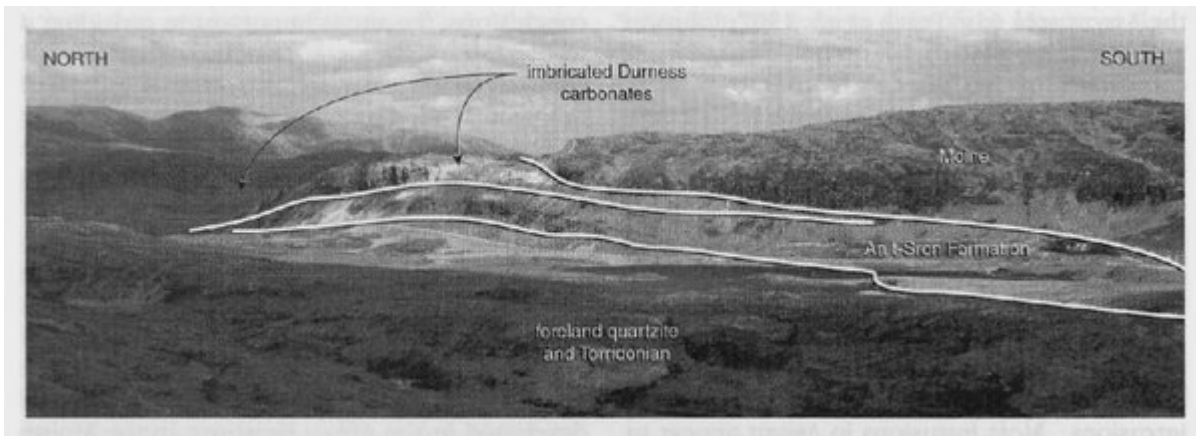 NORTH
SOUTH
imbricated Durness
carbonates
Moine
An t-Sron Formation
foreland quartzite
and Torridonian